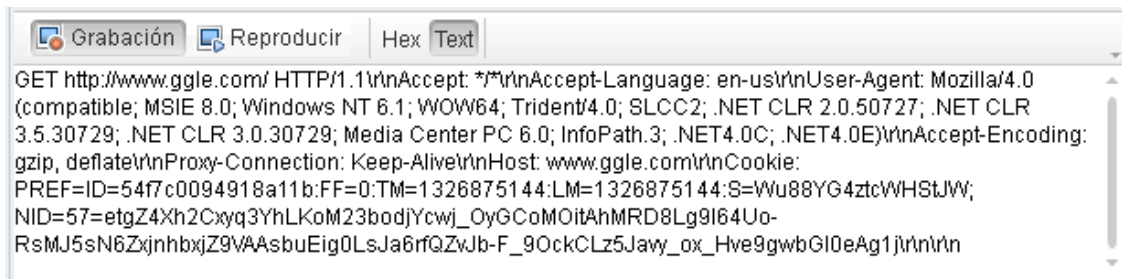 Grabación Reproducir Hex Text
GET http://www.ggle.com/ HTTP/1.1\r\nAccept: */*\r\nAccept-Language: en-us\r\nUser-Agent: Mozilla/4.0
(compatible; MSIE 8.0; Windows NT 6.1; WOW64; Trident/4.0; SLCC2; .NET CLR 2.0.50727; .NET CLR
3.5.30729; .NET CLR 3.0.30729; Media Center PC 6.0; InfoPath.3; .NET4.0C; .NET4.0E)\r\nAccept-Encoding:
gzip, deflate\r\nProxy-Connection: Keep-Alive\r\nHost: www.ggle.com\r\nCookie:
PREF=ID=54f7c0094918a11b:FF=0:TM=1326875144:LM=1326875144:S=Wu88YG4ztcWHStJW;
NID=57=etgZ4Xh2Cxyq3YhLKoM23bodjYcwj_OyGCoMOitAhMRD8Lg9I64Uo-
RsMJ5sN6ZxjnhbxjZ9VAAsbuEig0LsJa6rfQZvJb-F_9OckCLz5Javy_ox_Hve9gwbGI0eAg1j\r\n\r\n